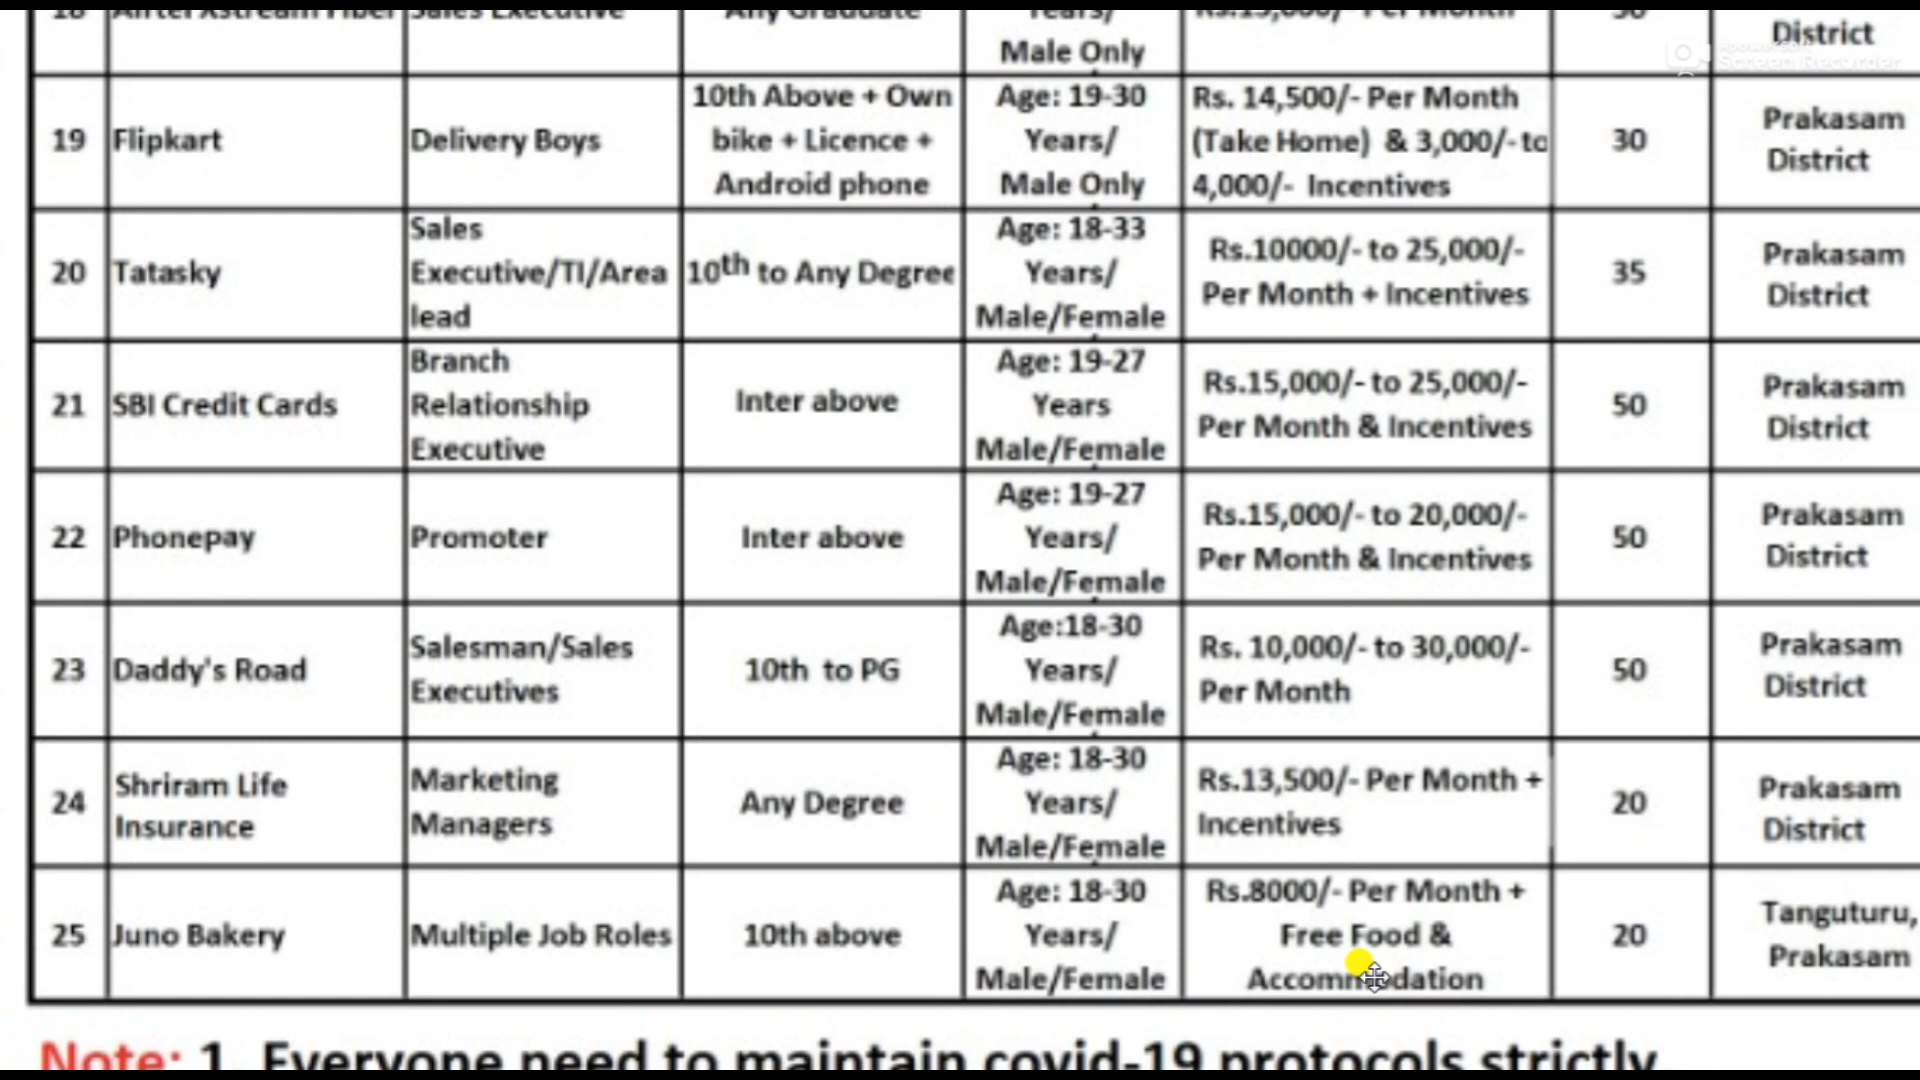 18 Airtel Xstream Fiber Sales Executive Any Graduate Years/ Male Only Rs.15,000/- Per Month District
19 Flipkart Delivery Boys 10th Above + Own bike + Licence + Android phone Age: 19-30 Years/ Male Only Rs. 14,500/- Per Month (Take Home) & 3,000/- to 4,000/- Incentives 30 Prakasam District
20 Tatasky Sales Executive/TI/Area lead 10th to Any Degree Age: 18-33 Years/ Male/Female Rs.10000/- to 25,000/- Per Month + Incentives 35 Prakasam District
21 SBI Credit Cards Branch Relationship Executive Inter above Age: 19-27 Years Male/Female Rs.15,000/- to 25,000/- Per Month & Incentives 50 Prakasam District
22 Phonepay Promoter Inter above Age: 19-27 Years/ Male/Female Rs.15,000/- to 20,000/- Per Month & Incentives 50 Prakasam District
23 Daddy's Road Salesman/Sales Executives 10th to PG Age:18-30 Years/ Male/Female Rs. 10,000/- to 30,000/- Per Month 50 Prakasam District
24 Shriram Life Insurance Marketing Managers Any Degree Age: 18-30 Years/ Male/Female Rs.13,500/- Per Month + Incentives 20 Prakasam District
25 Juno Bakery Multiple Job Roles 10th above Age: 18-30 Years/ Male/Female Rs.8000/- Per Month + Free Food & Accommodation 20 Tanguturu, Prakasam
Note: 1. Everyone need to maintain covid-19 protocols strictly
Screen Recorder